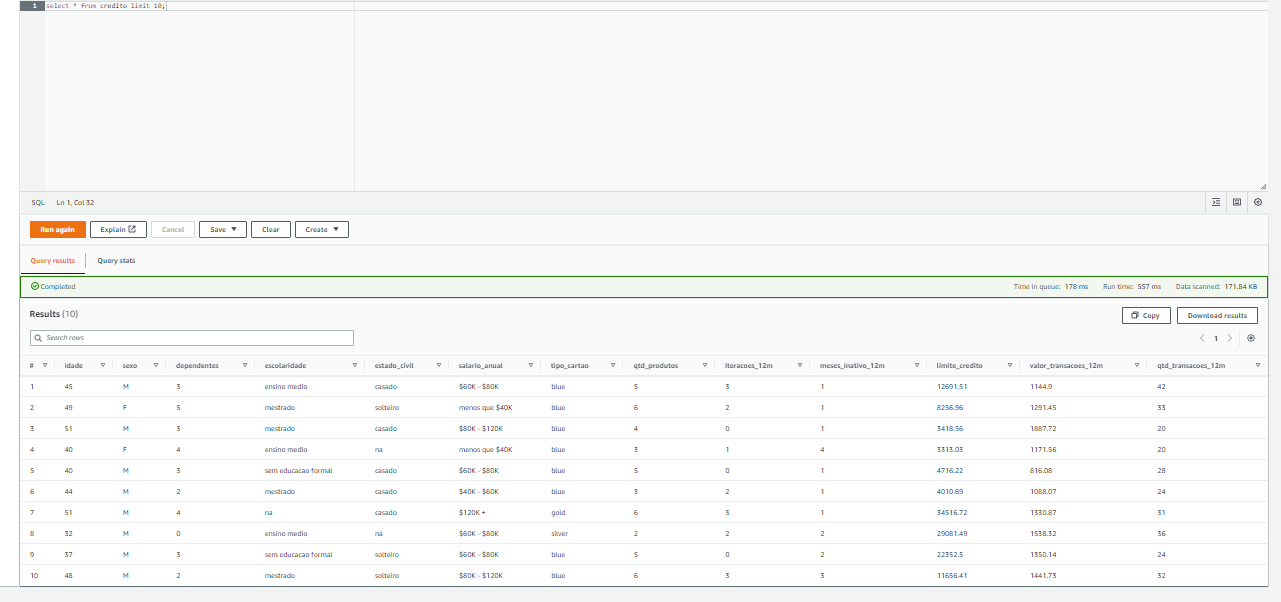 1 select * from credito limit 10;
SQL Ln 1, Col 32
Run again Explain Cancel Save Clear Create
Query results Query stats
Completed Time in queue: 178 ms Run time: 557 ms Data scanned: 171.84 KB
Results (10) Copy Download results
Search rows 1
# idade sexo dependentes escolaridade estado_civil salario_anual tipo_cartao qtd_produtos iteracoes_12m meses_inativo_12m limite_credito valor_transacoes_12m qtd_transacoes_12m
1 45 M 3 ensino medio casado $60K - $80K blue 5 3 1 12691.51 1144.9 42
2 49 F 5 mestrado solteiro menos que $40K blue 6 2 1 8256.96 1291.45 33
3 51 M 3 mestrado casado $80K - $120K blue 4 0 1 3418.56 1887.72 20
4 40 F 4 ensino medio na menos que $40K blue 3 1 4 3313.03 1171.56 20
5 40 M 3 sem educacao formal casado $60K - $80K blue 5 0 1 4716.22 816.08 28
6 44 M 2 mestrado casado $40K - $60K blue 3 2 1 4010.69 1088.07 24
7 51 M 4 na casado $120K + gold 6 3 1 34516.72 1330.87 31
8 32 M 0 ensino medio na $60K - $80K silver 2 2 2 29081.49 1538.32 36
9 37 M 3 sem educacao formal solteiro $60K - $80K blue 5 0 2 22352.5 1350.14 24
10 48 M 2 mestrado solteiro $80K - $120K blue 6 3 3 11656.41 1441.73 32